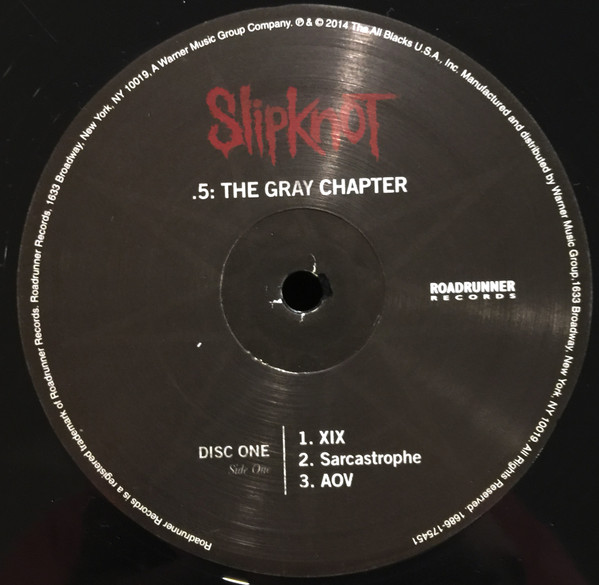 SlipknoT
.5: THE GRAY CHAPTER
ROADRUNNER
RECORDS
DISC ONE
Side One
1. XIX
2. Sarcastrophe
3. AOV
Roadrunner Records is a registered trademark of Roadrunner Records. Roadrunner Records, 1633 Broadway, New York, NY 10019, A Warner Music Group Company. ℗ & © 2014 The All Blacks U.S.A., Inc. Manufactured and distributed by Warner Music Group,1633 Broadway, New York, NY 10019. All Rights Reserved. 1686-175451